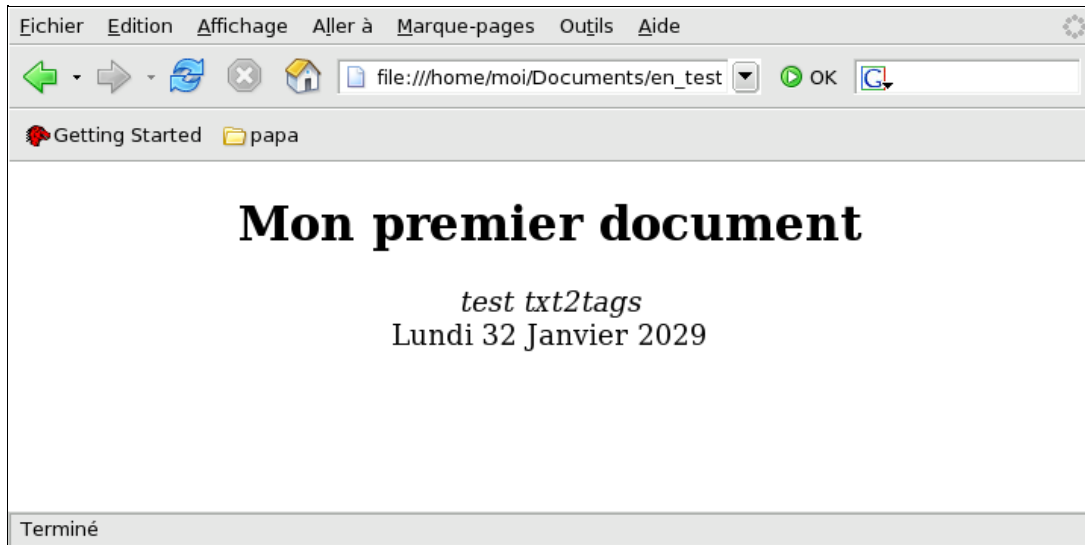 Fichier Edition Affichage Aller à Marque-pages Outils Aide
file:///home/moi/Documents/en_test OK G
Getting Started papa
Mon premier document
test txt2tags
Lundi 32 Janvier 2029
Terminé